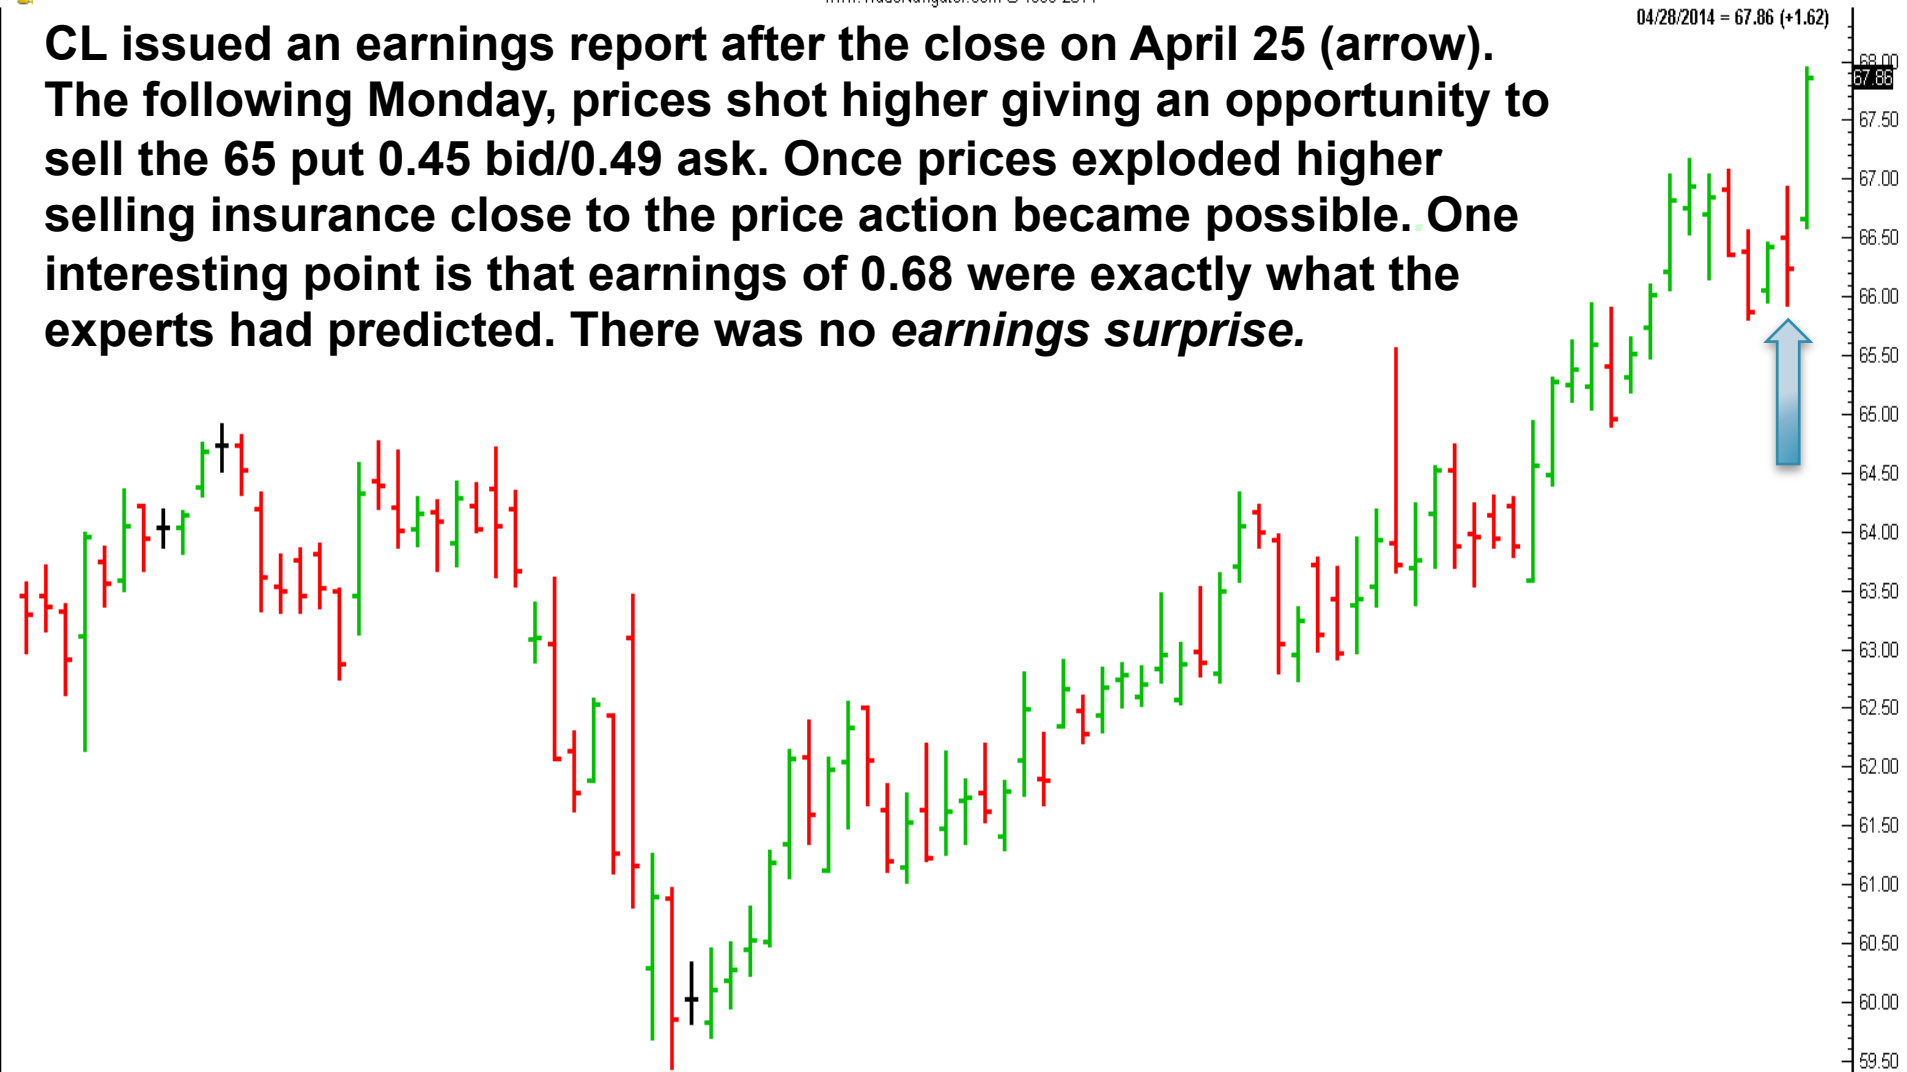 04/28/2014 = 67.86 (+1.62)
CL issued an earnings report after the close on April 25 (arrow).
The following Monday, prices shot higher giving an opportunity to
sell the 65 put 0.45 bid/0.49 ask. Once prices exploded higher
selling insurance close to the price action became possible. One
interesting point is that earnings of 0.68 were exactly what the
experts had predicted. There was no earnings surprise.
68.00
67.86
67.50
67.00
66.50
66.00
65.50
65.00
64.50
64.00
63.50
63.00
62.50
62.00
61.50
61.00
60.50
60.00
59.50